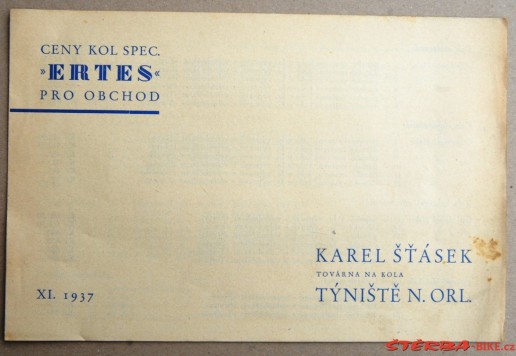 CENY KOL SPEC.
»ERTES«
PRO OBCHOD
KAREL ŠŤÁSEK
TOVÁRNA NA KOLA
TÝNIŠTĚ N. ORL.
XI. 1937
ŠTĚRBA-BIKE.cz